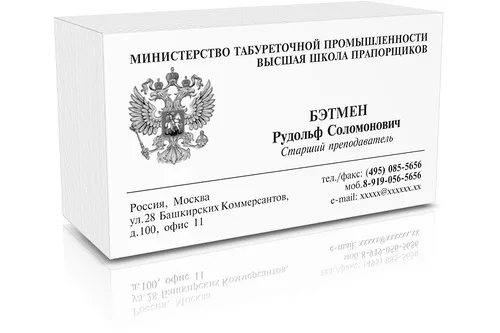 МИНИСТЕРСТВО ТАБУРЕТОЧНОЙ ПРОМЫШЛЕННОСТИ
ВЫСШАЯ ШКОЛА ПРАПОРЩИКОВ
БЭТМЕН
Рудольф Соломонович
Старший преподаватель
тел./факс: (495) 085-5656
моб.8-919-056-5656
e-mail: xxxxx@xxxxxx.xx
Россия, Москва
ул.28 Башкирских Коммерсантов,
д.100, офис 11